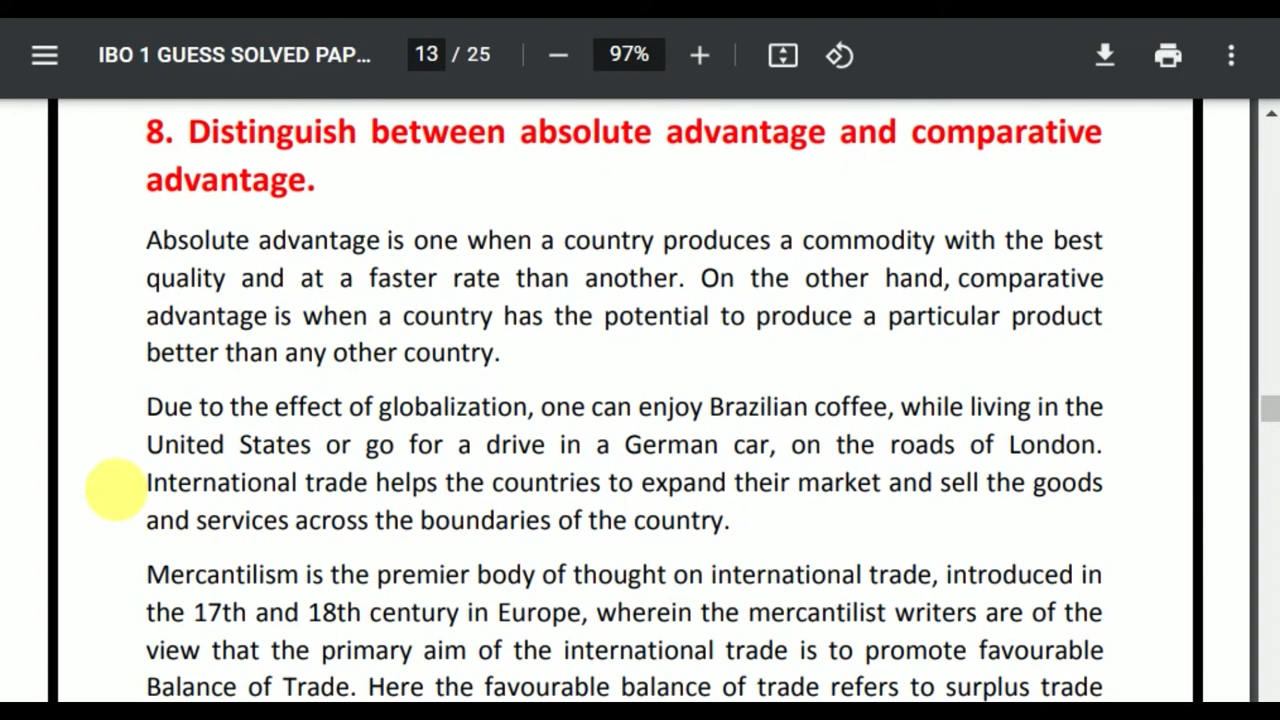 IBO 1 GUESS SOLVED PAP... 13 / 25 − 97% +
8. Distinguish between absolute advantage and comparative
advantage.
Absolute advantage is one when a country produces a commodity with the best
quality and at a faster rate than another. On the other hand, comparative
advantage is when a country has the potential to produce a particular product
better than any other country.
Due to the effect of globalization, one can enjoy Brazilian coffee, while living in the
United States or go for a drive in a German car, on the roads of London.
International trade helps the countries to expand their market and sell the goods
and services across the boundaries of the country.
Mercantilism is the premier body of thought on international trade, introduced in
the 17th and 18th century in Europe, wherein the mercantilist writers are of the
view that the primary aim of the international trade is to promote favourable
Balance of Trade. Here the favourable balance of trade refers to surplus trade